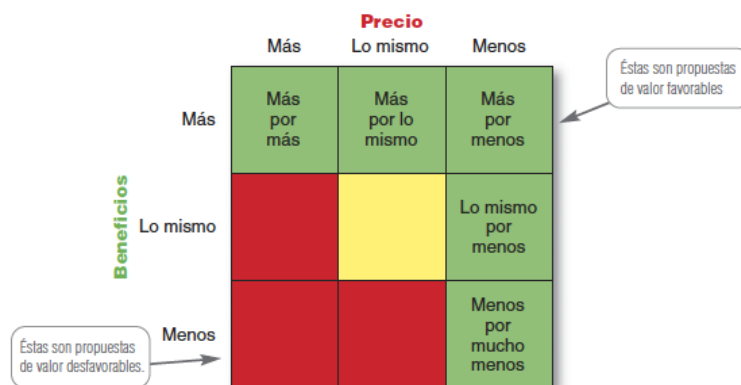 Precio
Más Lo mismo Menos
Éstas son propuestas
de valor favorables
Más
Más
por
más
Más
por lo
mismo
Más
por
menos
Beneficios
Lo mismo
Lo mismo
por
menos
Menos
Menos
por
mucho
menos
Éstas son propuestas
de valor desfavorables.